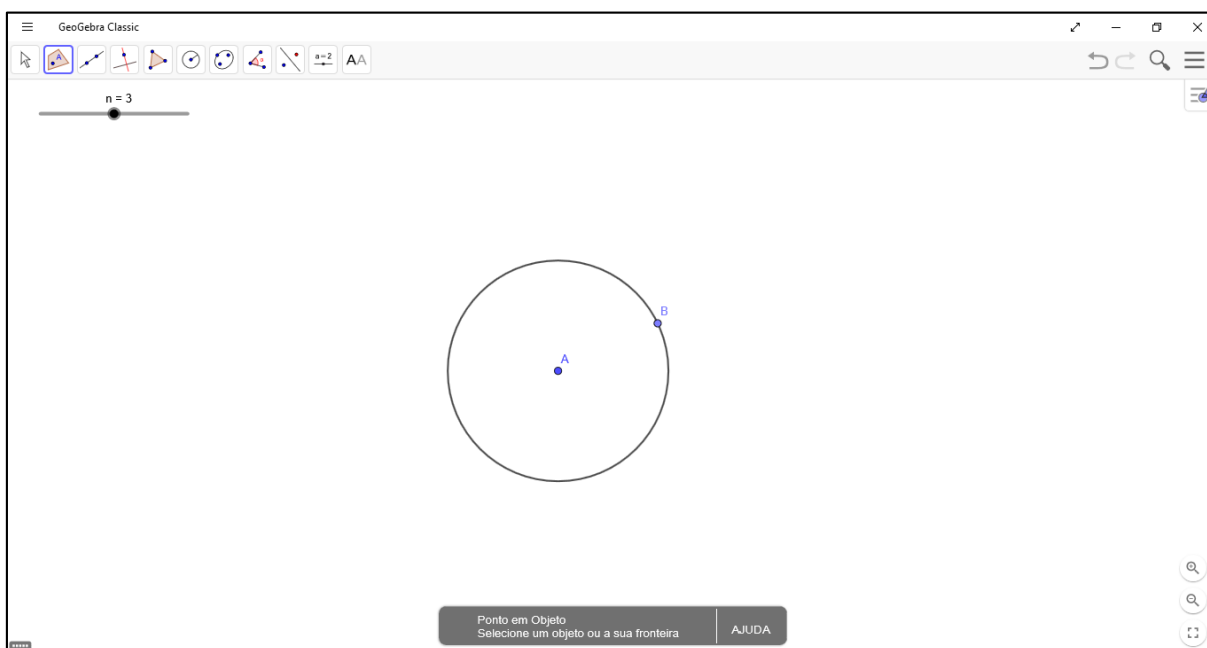 GeoGebra Classic
A
a=2
AA
n = 3
B
A
Ponto em Objeto
Selecione um objeto ou a sua fronteira
AJUDA